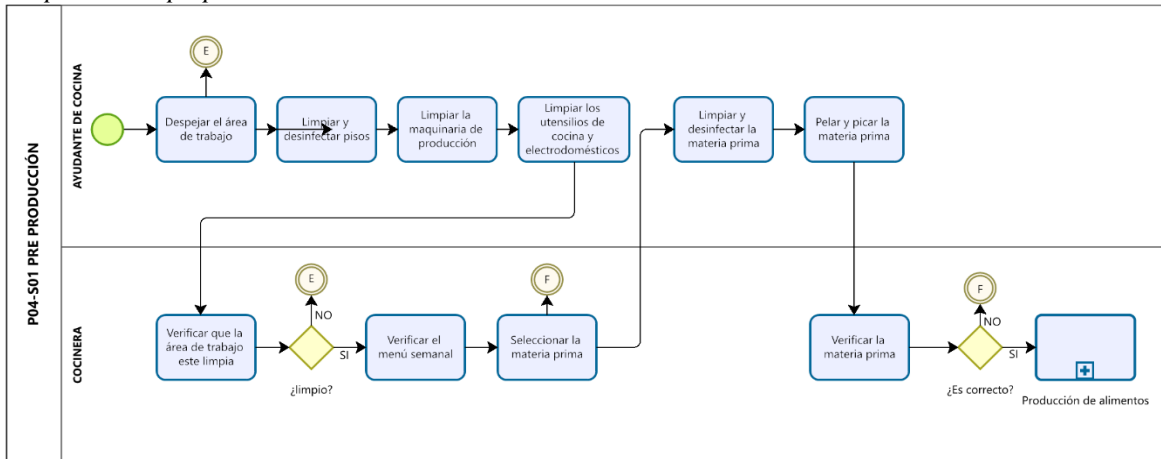 P04-S01 PRE PRODUCCIÓN
AYUDANTE DE COCINA
E
Despejar el área
de trabajo
Limpiar y
desinfectar pisos
Limpiar la
maquinaria de
producción
Limpiar los
utensilios de
cocina y
electrodomésticos
Limpiar y
desinfectar la
materia prima
Pelar y picar la
materia prima
COCINERA
Verificar que la
área de trabajo
este limpia
E
NO
SI
¿limpio?
Verificar el
menú semanal
F
Seleccionar la
materia prima
Verificar la
materia prima
F
NO
SI
¿Es correcto?
Producción de alimentos